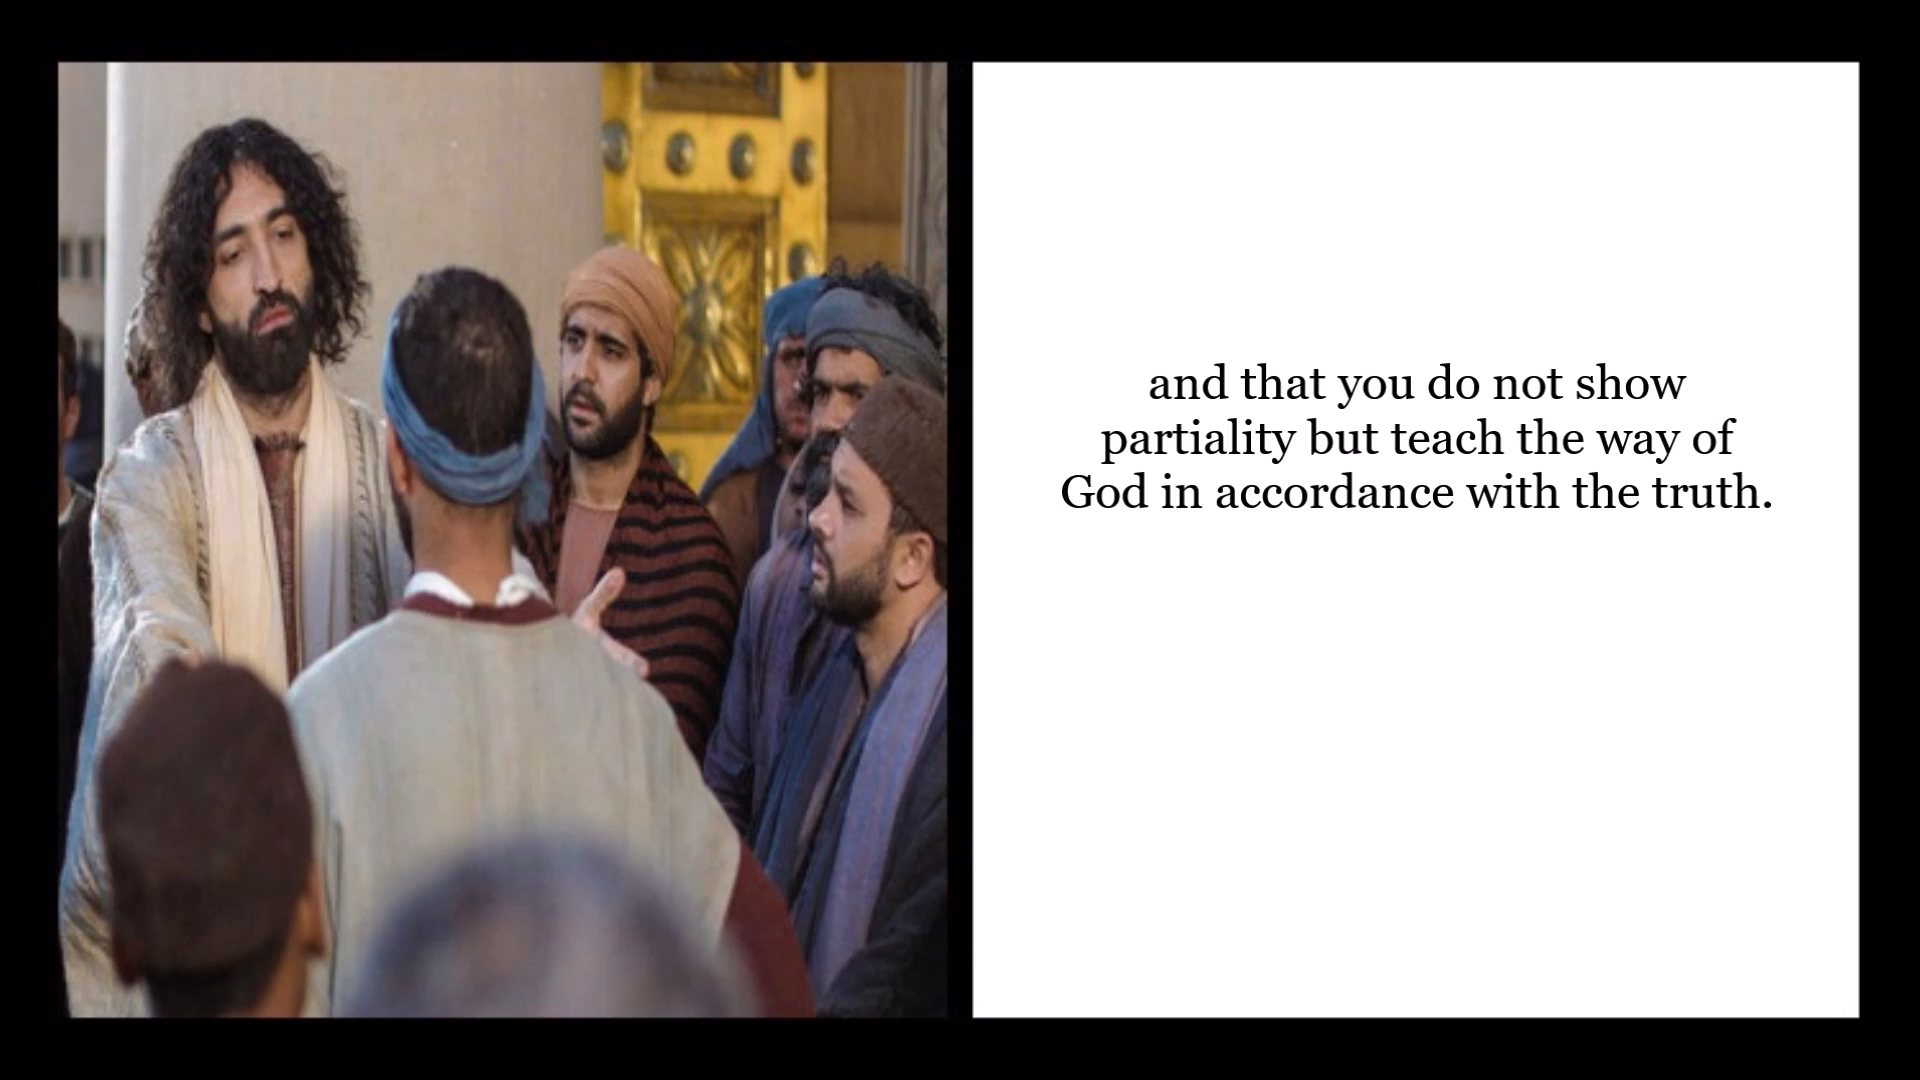 and that you do not show
partiality but teach the way of
God in accordance with the truth.